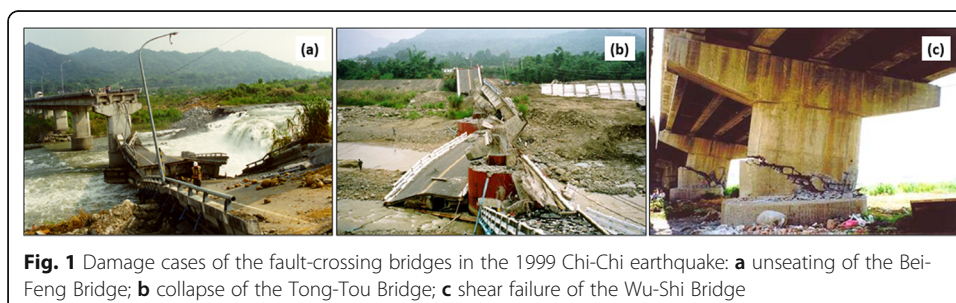 (a) (b) (c)
Fig. 1 Damage cases of the fault-crossing bridges in the 1999 Chi-Chi earthquake: a unseating of the Bei-
Feng Bridge; b collapse of the Tong-Tou Bridge; c shear failure of the Wu-Shi Bridge